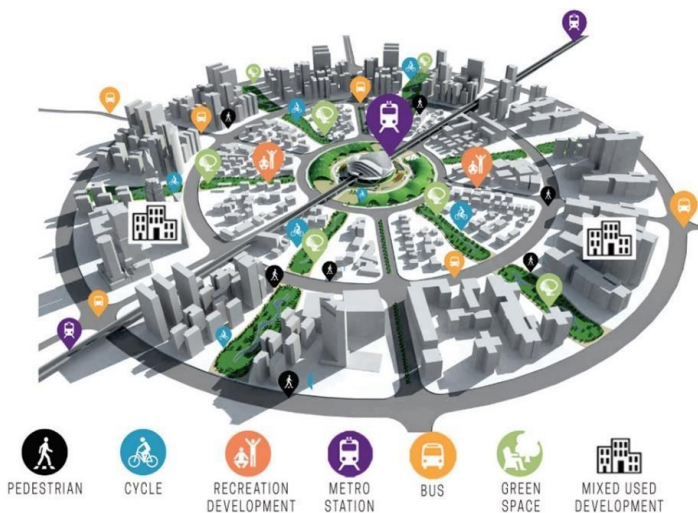 PEDESTRIAN
CYCLE
RECREATION
DEVELOPMENT
METRO
STATION
BUS
GREEN
SPACE
MIXED USED
DEVELOPMENT